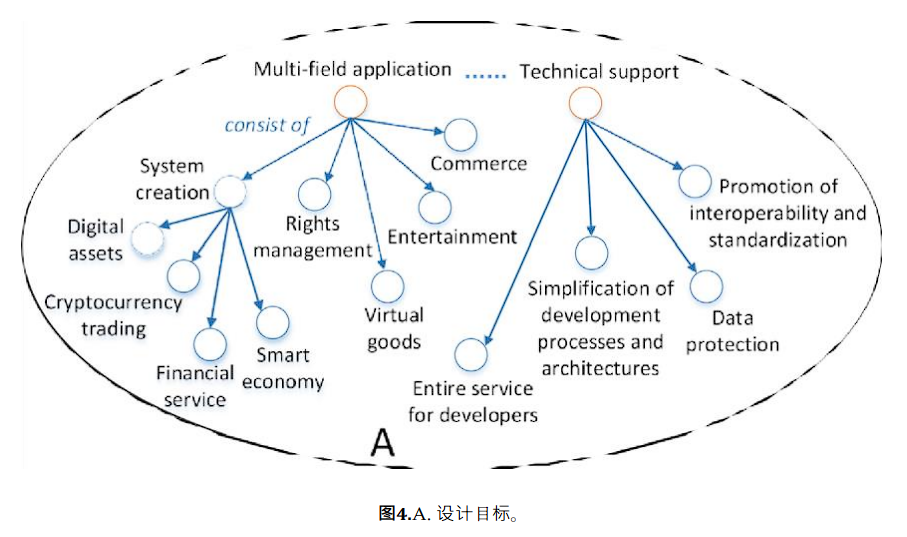 Multi-field application ...... Technical support
consist of
Commerce
System
creation
Rights
management
Entertainment
Promotion of
interoperability and
standardization
Digital
assets
Cryptocurrency
trading
Virtual
goods
Simplification of
development
processes and
architectures
Data
protection
Financial
service
Smart
economy
Entire service
for developers
A
图4.A. 设计目标。